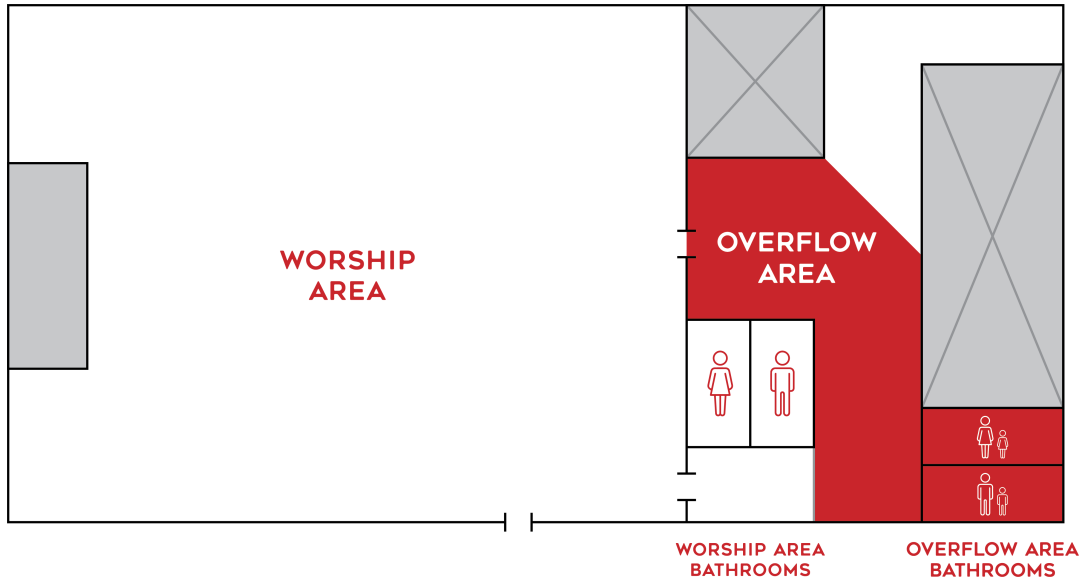 WORSHIP
AREA
OVERFLOW
AREA
WORSHIP AREA
BATHROOMS
OVERFLOW AREA
BATHROOMS